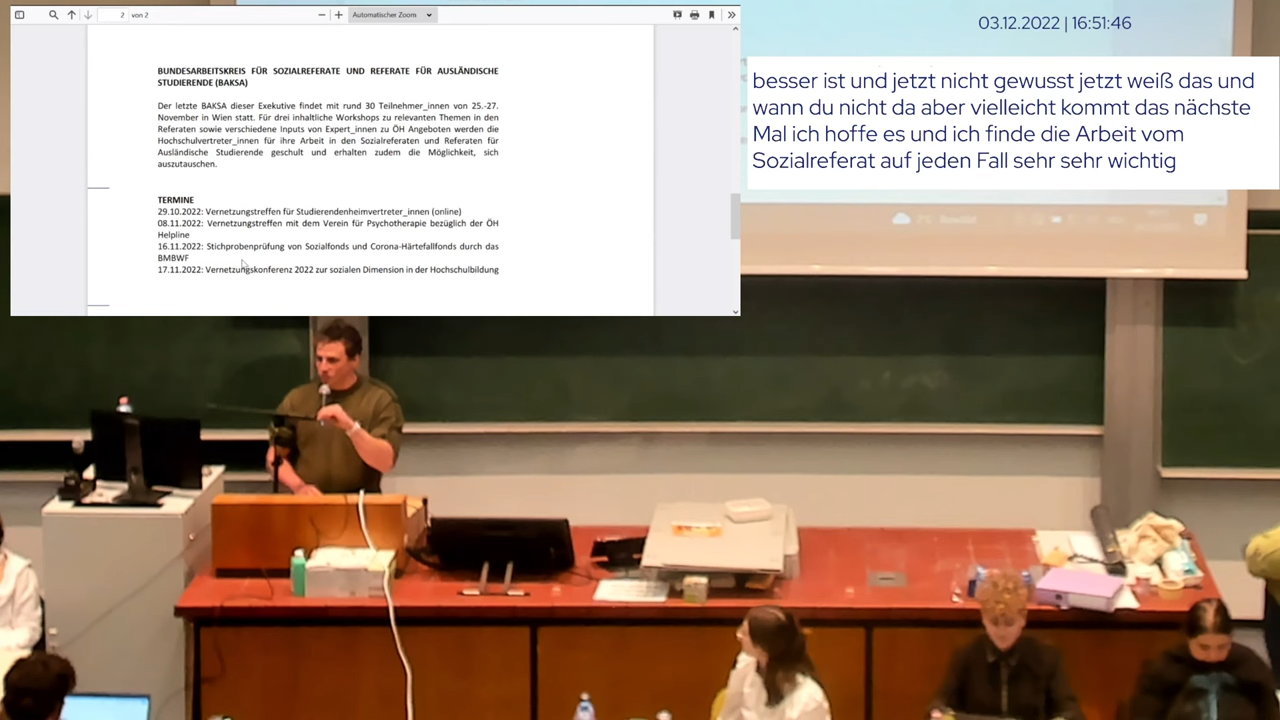 2 von 2
Automatischer Zoom
BUNDESARBEITSKREIS FÜR SOZIALREFERATE UND REFERATE FÜR AUSLÄNDISCHE
STUDIERENDE (BAKSA)
Der letzte BAKSA dieser Exekutive findet mit rund 30 Teilnehmer_innen von 25.-27.
November in Wien statt. Für drei inhaltliche Workshops zu relevanten Themen in den
Referaten sowie verschiedene Inputs von Expert_innen zu ÖH Angeboten werden die
Hochschulvertreter_innen für ihre Arbeit in den Sozialreferaten und Referaten für
Ausländische Studierende geschult und erhalten zudem die Möglichkeit, sich
auszutauschen.
TERMINE
29.10.2022: Vernetzungstreffen für Studierendenheimvertreter_innen (online)
08.11.2022: Vernetzungstreffen mit dem Verein für Psychotherapie bezüglich der ÖH
Helpline
16.11.2022: Stichprobenprüfung von Sozialfonds und Corona-Härtefallfonds durch das
BMBWF
17.11.2022: Vernetzungskonferenz 2022 zur sozialen Dimension in der Hochschulbildung
03.12.2022 | 16:51:46
besser ist und jetzt nicht gewusst jetzt weiß das und
wann du nicht da aber vielleicht kommt das nächste
Mal ich hoffe es und ich finde die Arbeit vom
Sozialreferat auf jeden Fall sehr sehr wichtig